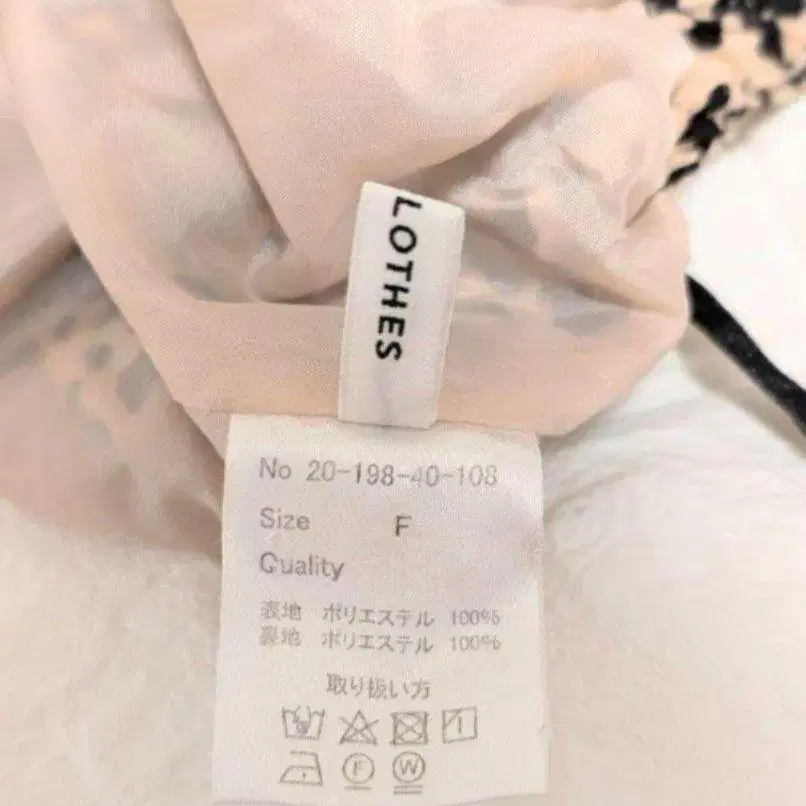 LOTHES
No 20-198-40-108
Size F
Quality
表地 ポリエステル 100%
裏地 ポリエステル 100%
取り扱い方
F W